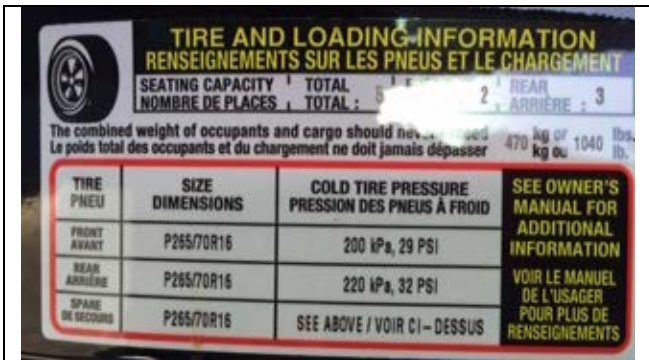 TIRE AND LOADING INFORMATION
RENSEIGNEMENTS SUR LES PNEUS ET LE CHARGEMENT
SEATING CAPACITY TOTAL 5 2 REAR 3
NOMBRE DE PLACES TOTAL : ARRIÈRE :
The combined weight of occupants and cargo should 470 kg or 1040 lbs.
Le poids total des occupants et du chargement ne doit jamais dépasser kg ou lb.
TIRE
PNEU
SIZE
DIMENSIONS
COLD TIRE PRESSURE
PRESSION DES PNEUS À FROID
SEE OWNER'S
MANUAL FOR
ADDITIONAL
INFORMATION
FRONT
AVANT
P265/70R16
200 kPa, 29 PSI
REAR
ARRIÈRE
P265/70R16
220 kPa, 32 PSI
VOIR LE MANUEL
DE L'USAGER
POUR PLUS DE
RENSEIGNEMENTS
SPARE
DE SECOURS
P265/70R16
SEE ABOVE / VOIR CI-DESSUS